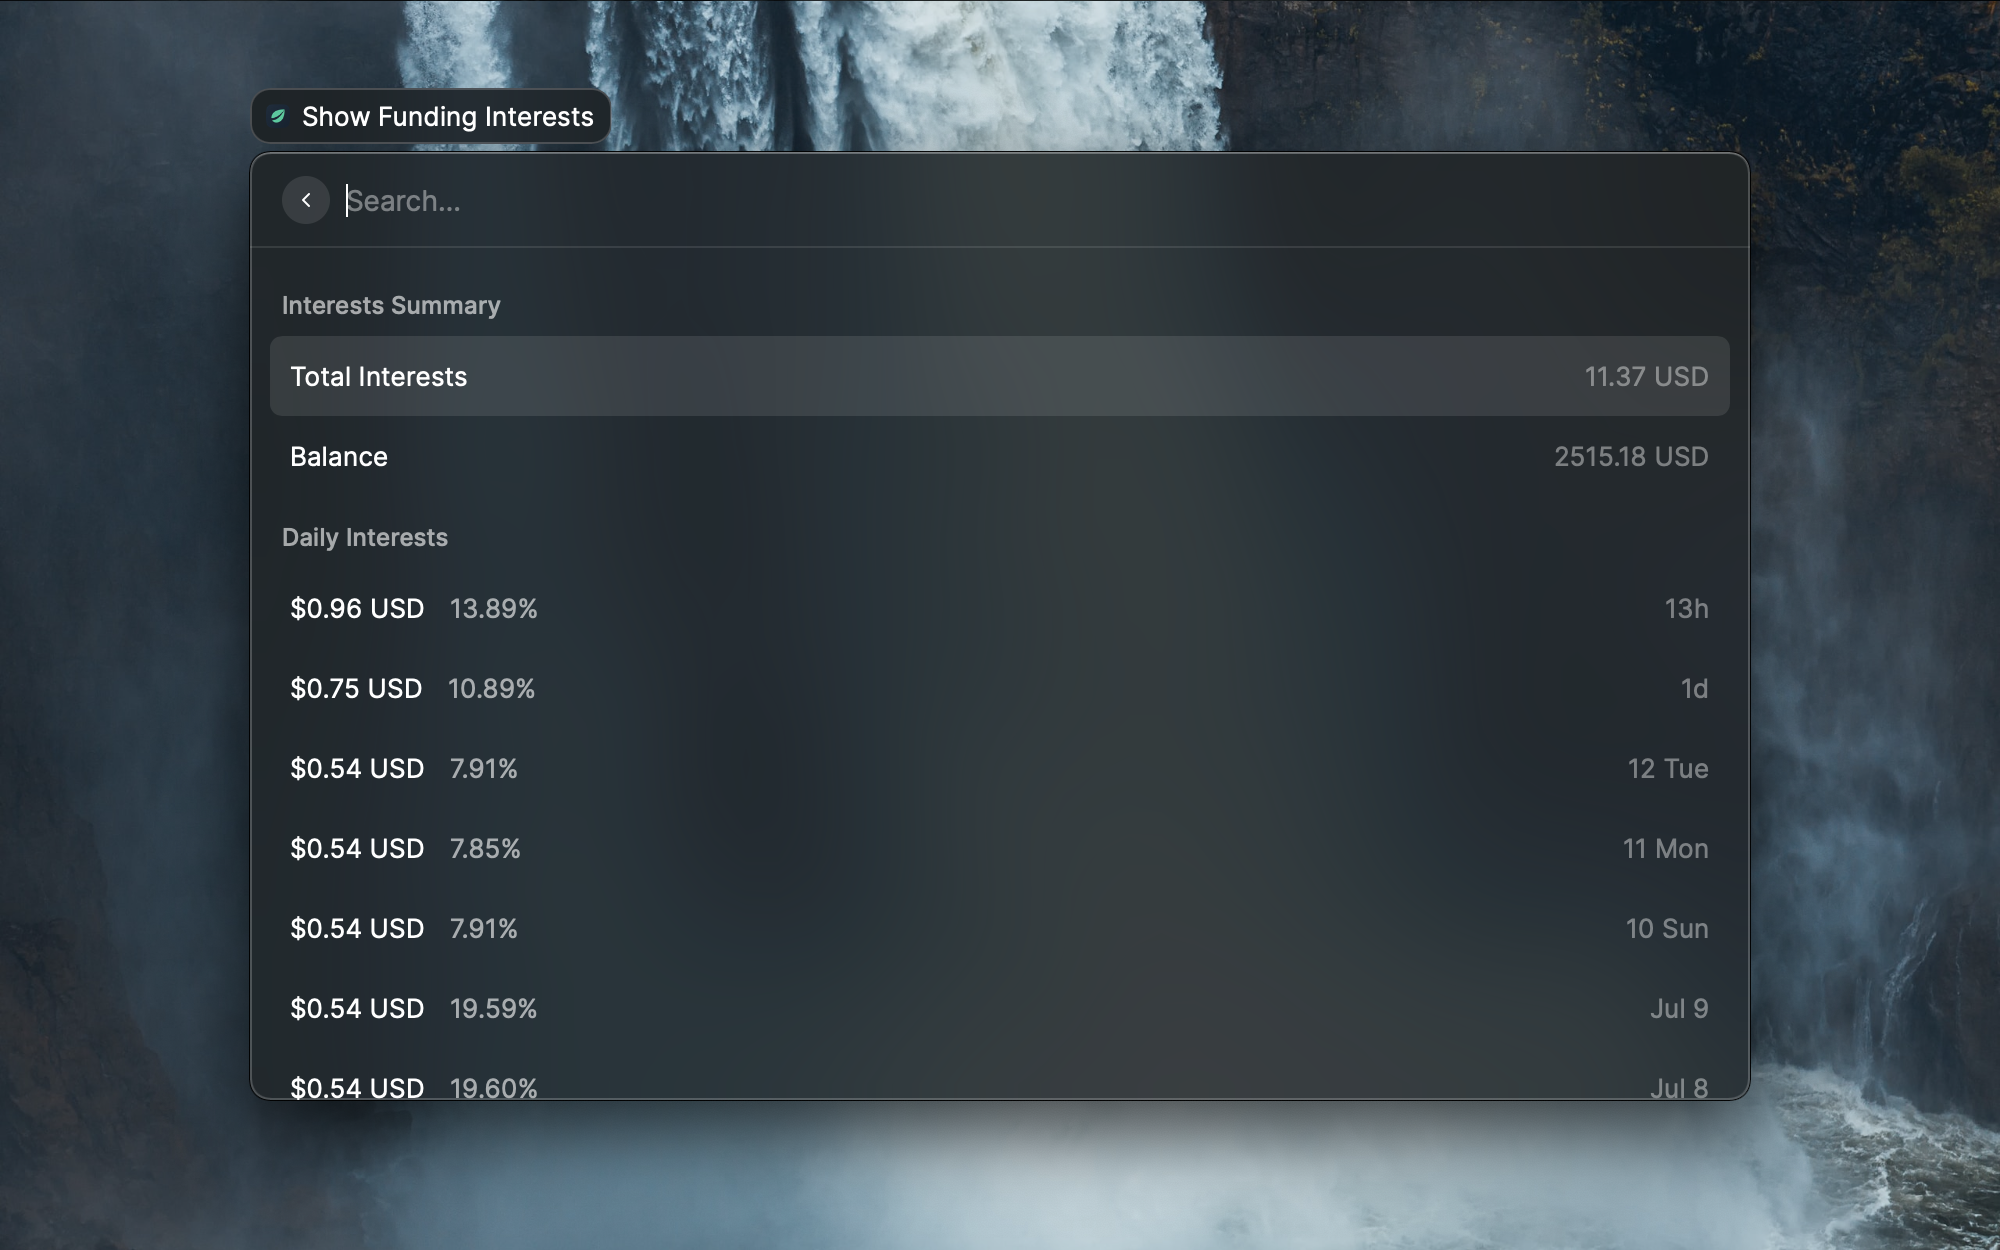 Show Funding Interests
Search...
Interests Summary
Total Interests 11.37 USD
Balance 2515.18 USD
Daily Interests
$0.96 USD 13.89% 13h
$0.75 USD 10.89% 1d
$0.54 USD 7.91% 12 Tue
$0.54 USD 7.85% 11 Mon
$0.54 USD 7.91% 10 Sun
$0.54 USD 19.59% Jul 9
$0.54 USD 19.60% Jul 8